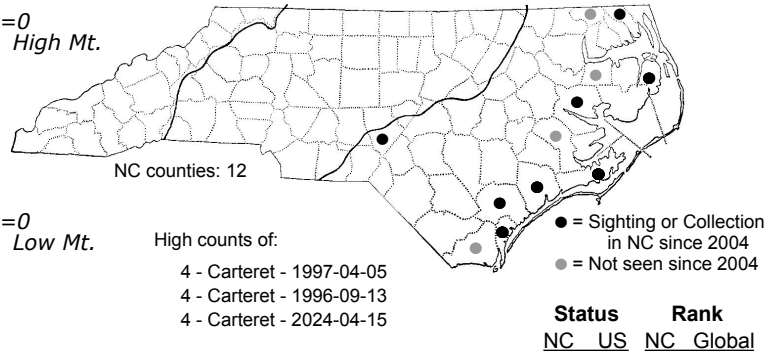 =0
High Mt.
NC counties: 12
=0
Low Mt.
High counts of:
4 - Carteret - 1997-04-05
4 - Carteret - 1996-09-13
4 - Carteret - 2024-04-15
= Sighting or Collection
in NC since 2004
= Not seen since 2004
Status Rank
NC US NC Global